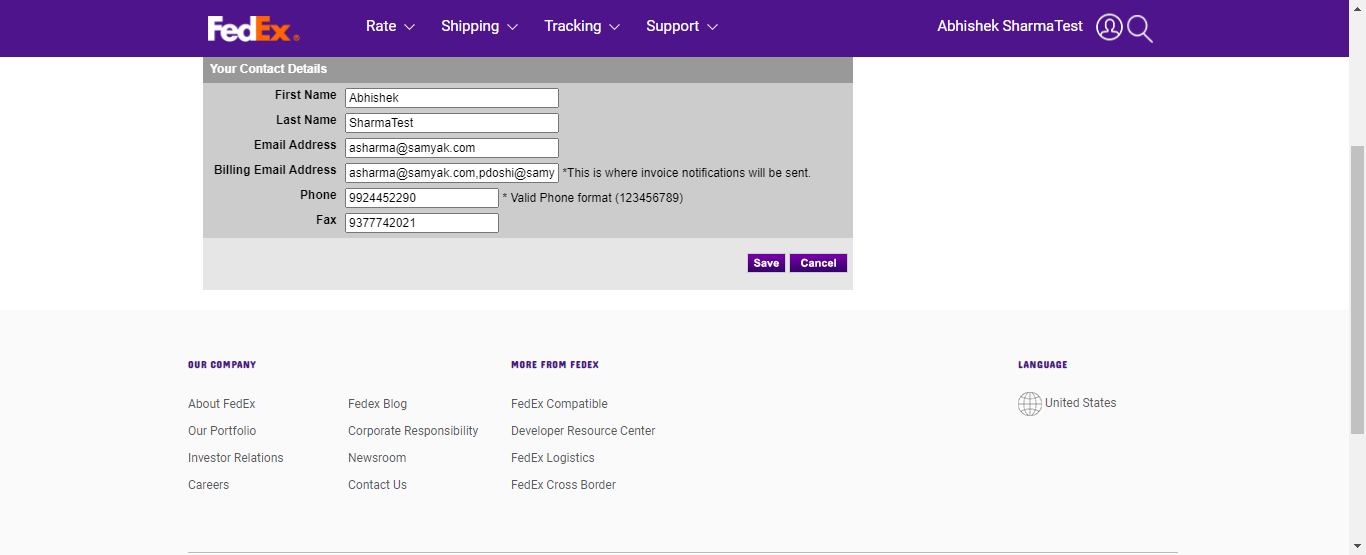 FedEx® Rate Shipping Tracking Support Abhishek SharmaTest
Your Contact Details
First Name Abhishek
Last Name SharmaTest
Email Address asharma@samyak.com
Billing Email Address asharma@samyak.com,pdoshi@samy *This is where invoice notifications will be sent.
Phone 9924452290 * Valid Phone format (123456789)
Fax 9377742021
Save Cancel
OUR COMPANY MORE FROM FEDEX LANGUAGE
About FedEx Fedex Blog FedEx Compatible United States
Our Portfolio Corporate Responsibility Developer Resource Center
Investor Relations Newsroom FedEx Logistics
Careers Contact Us FedEx Cross Border